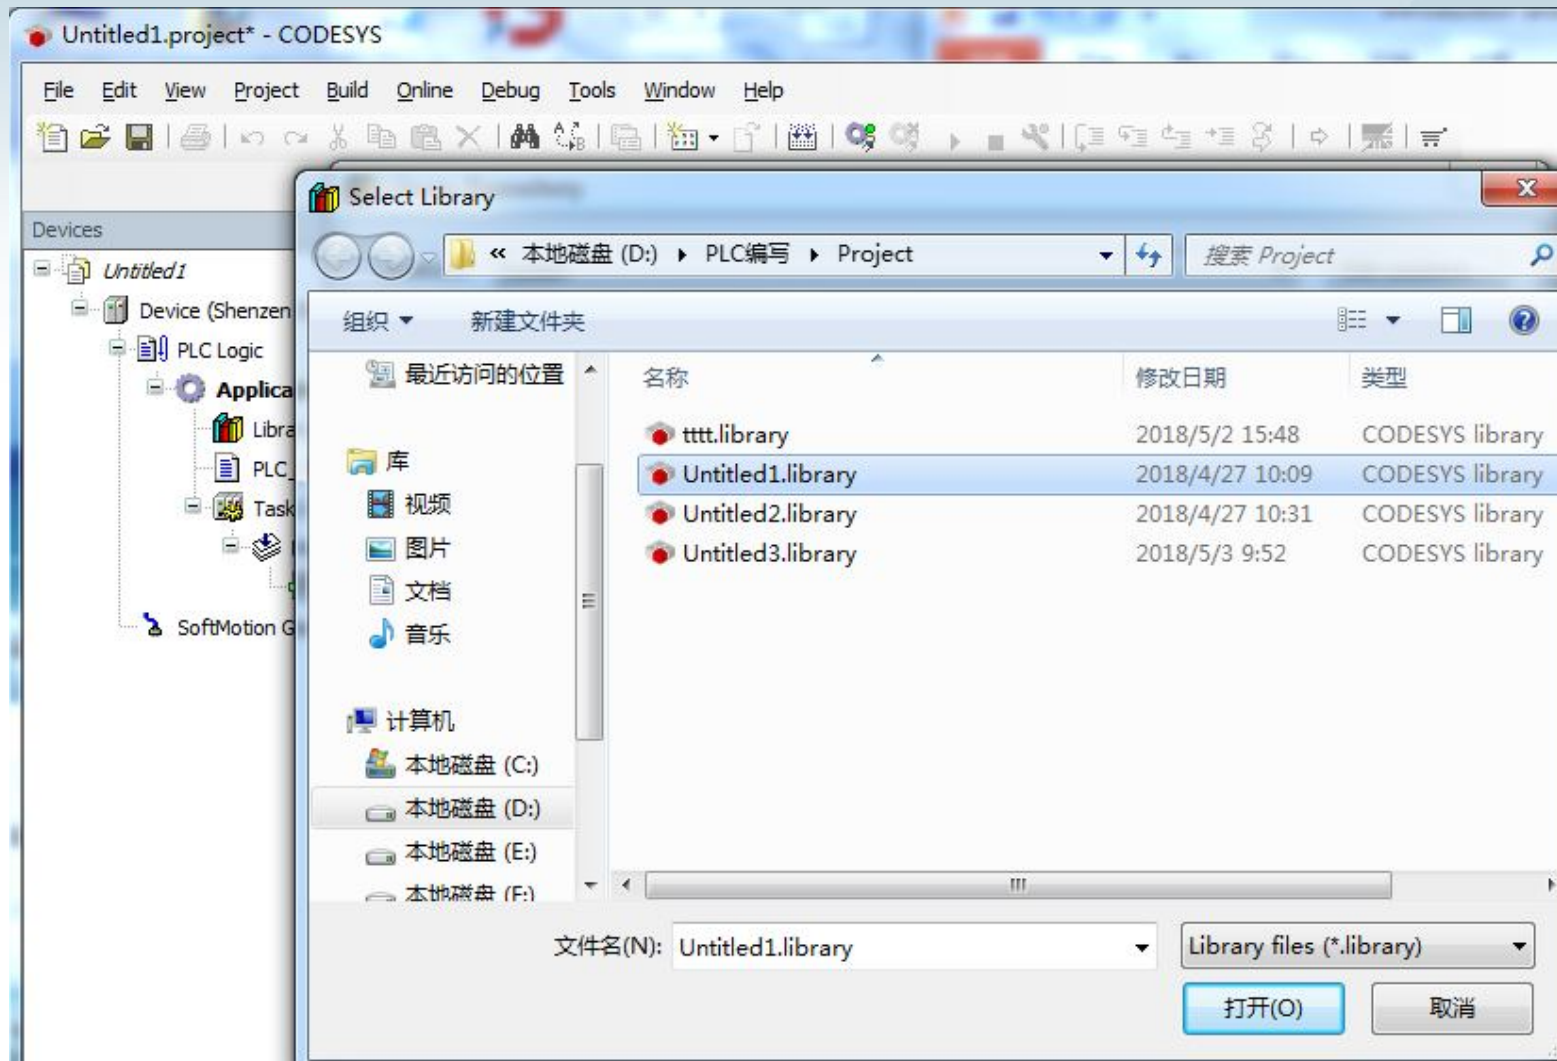 Untitled1.project* - CODESYS
File Edit View Project Build Online Debug Tools Window Help
Select Library
Devices
« 本地磁盘 (D:) PLC编写 Project
搜索 Project
Untitled1
Device (Shenzen
PLC Logic
Applica
Libra
PLC_
Task
SoftMotion G
组织 新建文件夹
最近访问的位置
库
视频
图片
文档
音乐
计算机
本地磁盘 (C:)
本地磁盘 (D:)
本地磁盘 (E:)
本地磁盘 (F:)
名称 修改日期 类型
tttt.library 2018/5/2 15:48 CODESYS library
Untitled1.library 2018/4/27 10:09 CODESYS library
Untitled2.library 2018/4/27 10:31 CODESYS library
Untitled3.library 2018/5/3 9:52 CODESYS library
文件名(N): Untitled1.library Library files (*.library)
打开(O) 取消